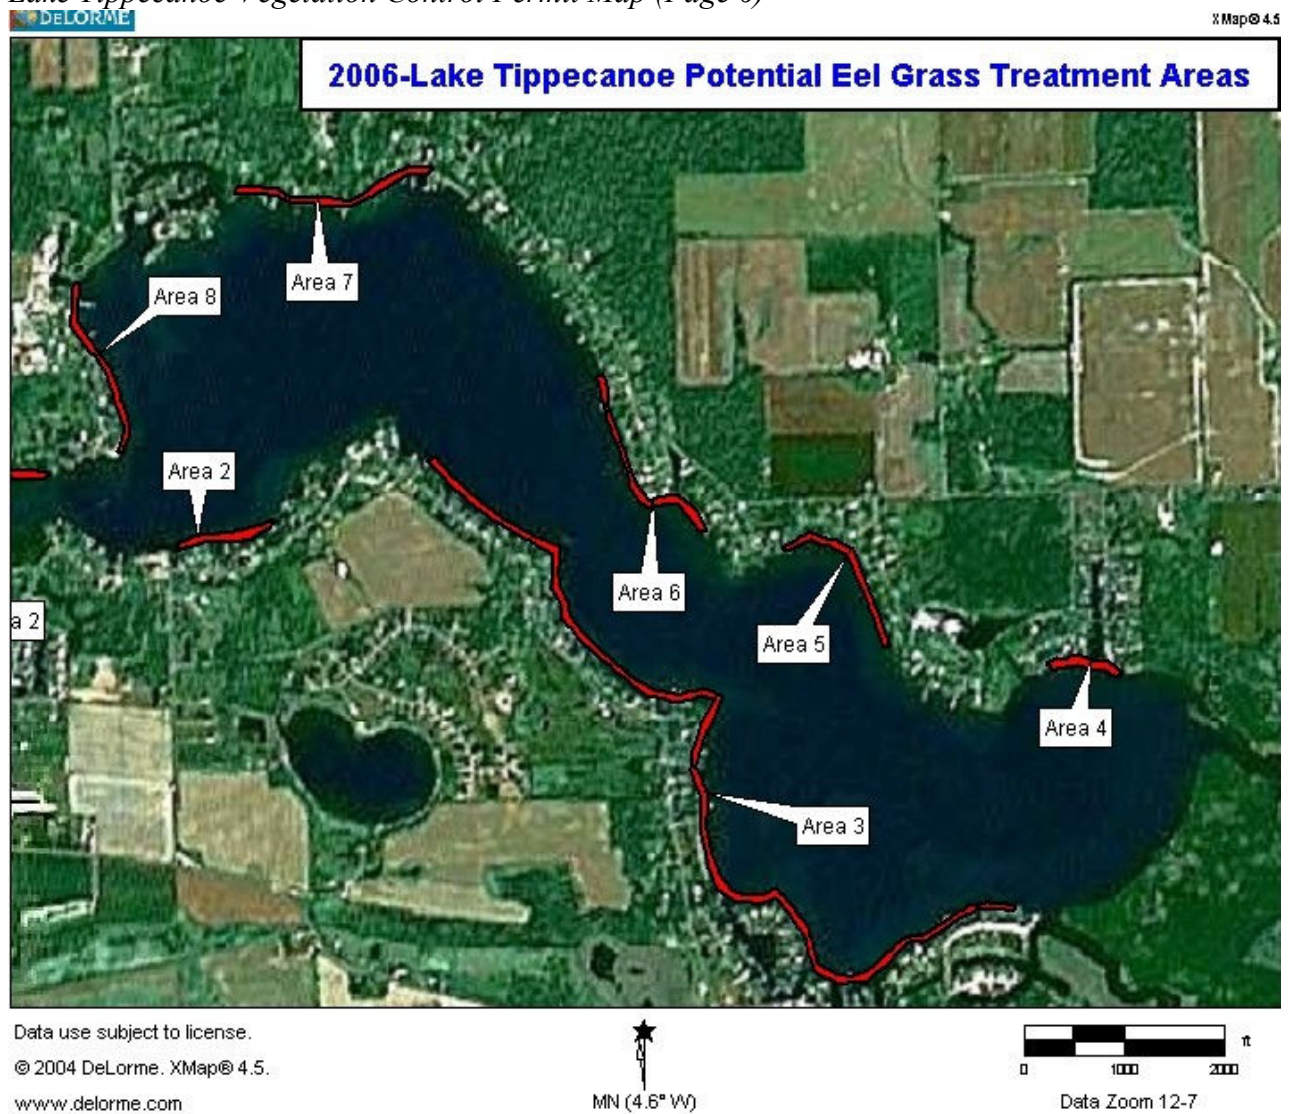 Lake Tippecanoe Vegetation Control Permit Map (Page 6)
DELORME
XMap® 4.5
2006-Lake Tippecanoe Potential Eel Grass Treatment Areas
Area 7
Area 8
Area 2
Area 6
a 2
Area 5
Area 4
Area 3
Data use subject to license.
© 2004 DeLorme. XMap® 4.5.
www.delorme.com
MN (4.6° W)
ft
0 1000 2000
Data Zoom 12-7